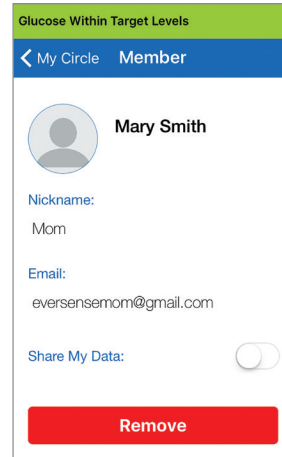 Glucose Within Target Levels
My Circle Member
Mary Smith
Nickname:
Mom
Email:
eversensemom@gmail.com
Share My Data:
Remove